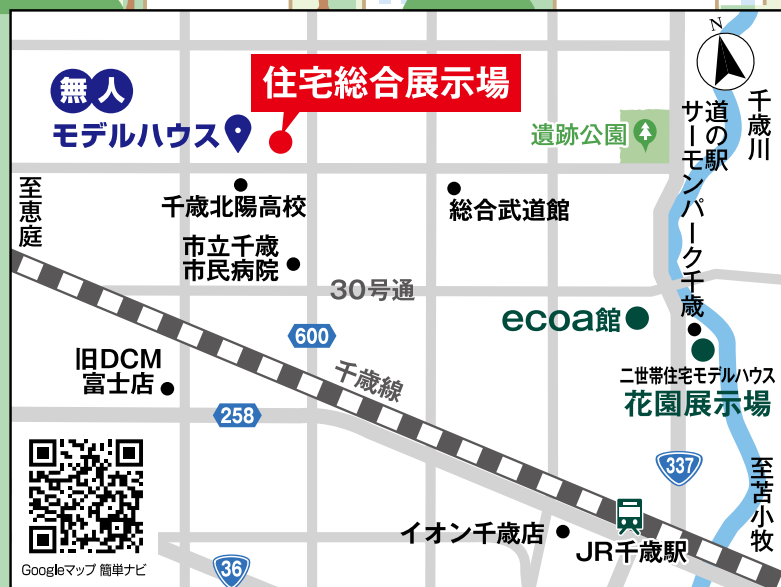 N
住宅総合展示場
無人
モデルハウス
遺跡公園
千歳川
道の駅
サーモンパーク千歳
至恵庭
千歳北陽高校
総合武道館
市立千歳
市民病院
30号通
ecoa館
600
千歳線
旧DCM
富士店
二世帯住宅モデルハウス
花園展示場
258
337
至苫小牧
イオン千歳店
JR千歳駅
Googleマップ 簡単ナビ
36